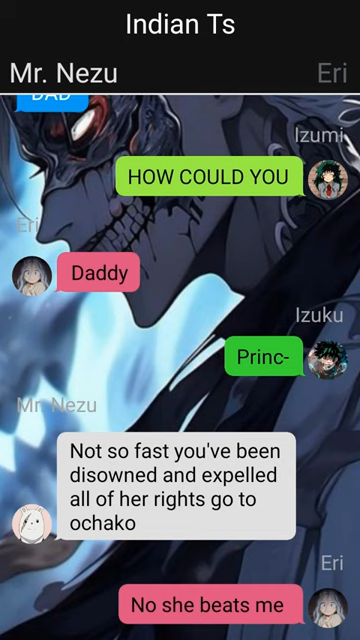 Indian Ts
Mr. Nezu
Eri
DAD
Izumi
HOW COULD YOU
Eri
Daddy
Izuku
Princ-
Mr. Nezu
Not so fast you've been
disowned and expelled
all of her rights go to
ochako
Eri
No she beats me